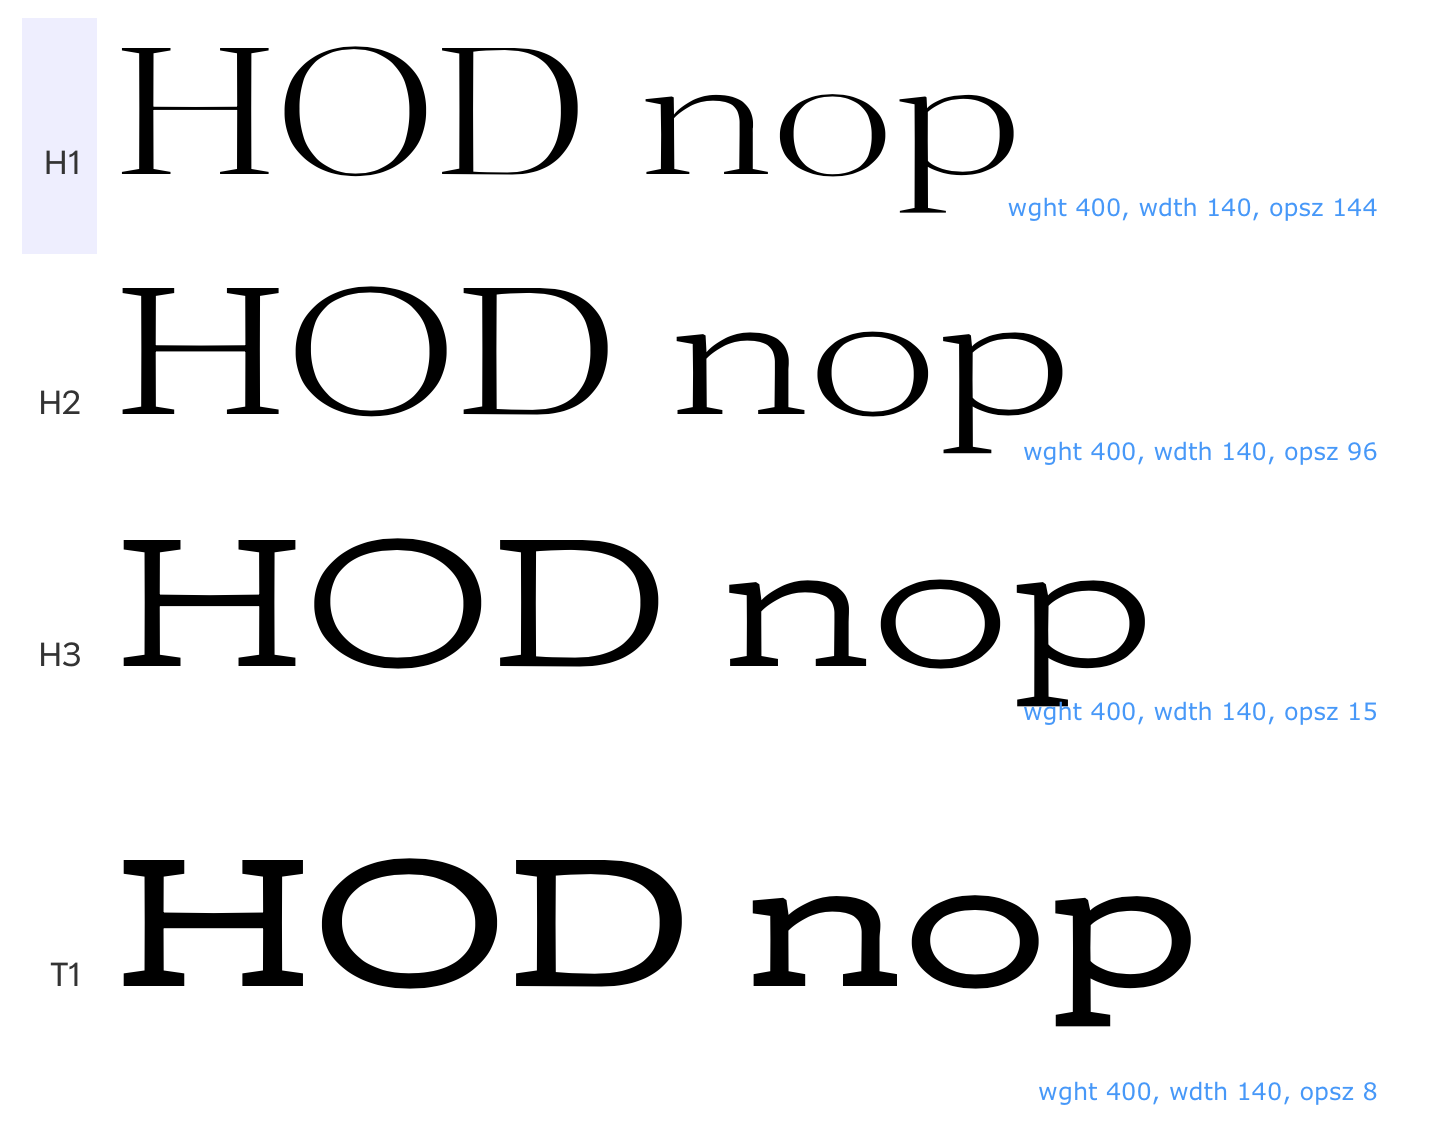 H1 HOD nop
wght 400, wdth 140, opsz 144
H2 HOD nop
wght 400, wdth 140, opsz 96
H3 HOD nop
wght 400, wdth 140, opsz 15
T1 HOD nop
wght 400, wdth 140, opsz 8